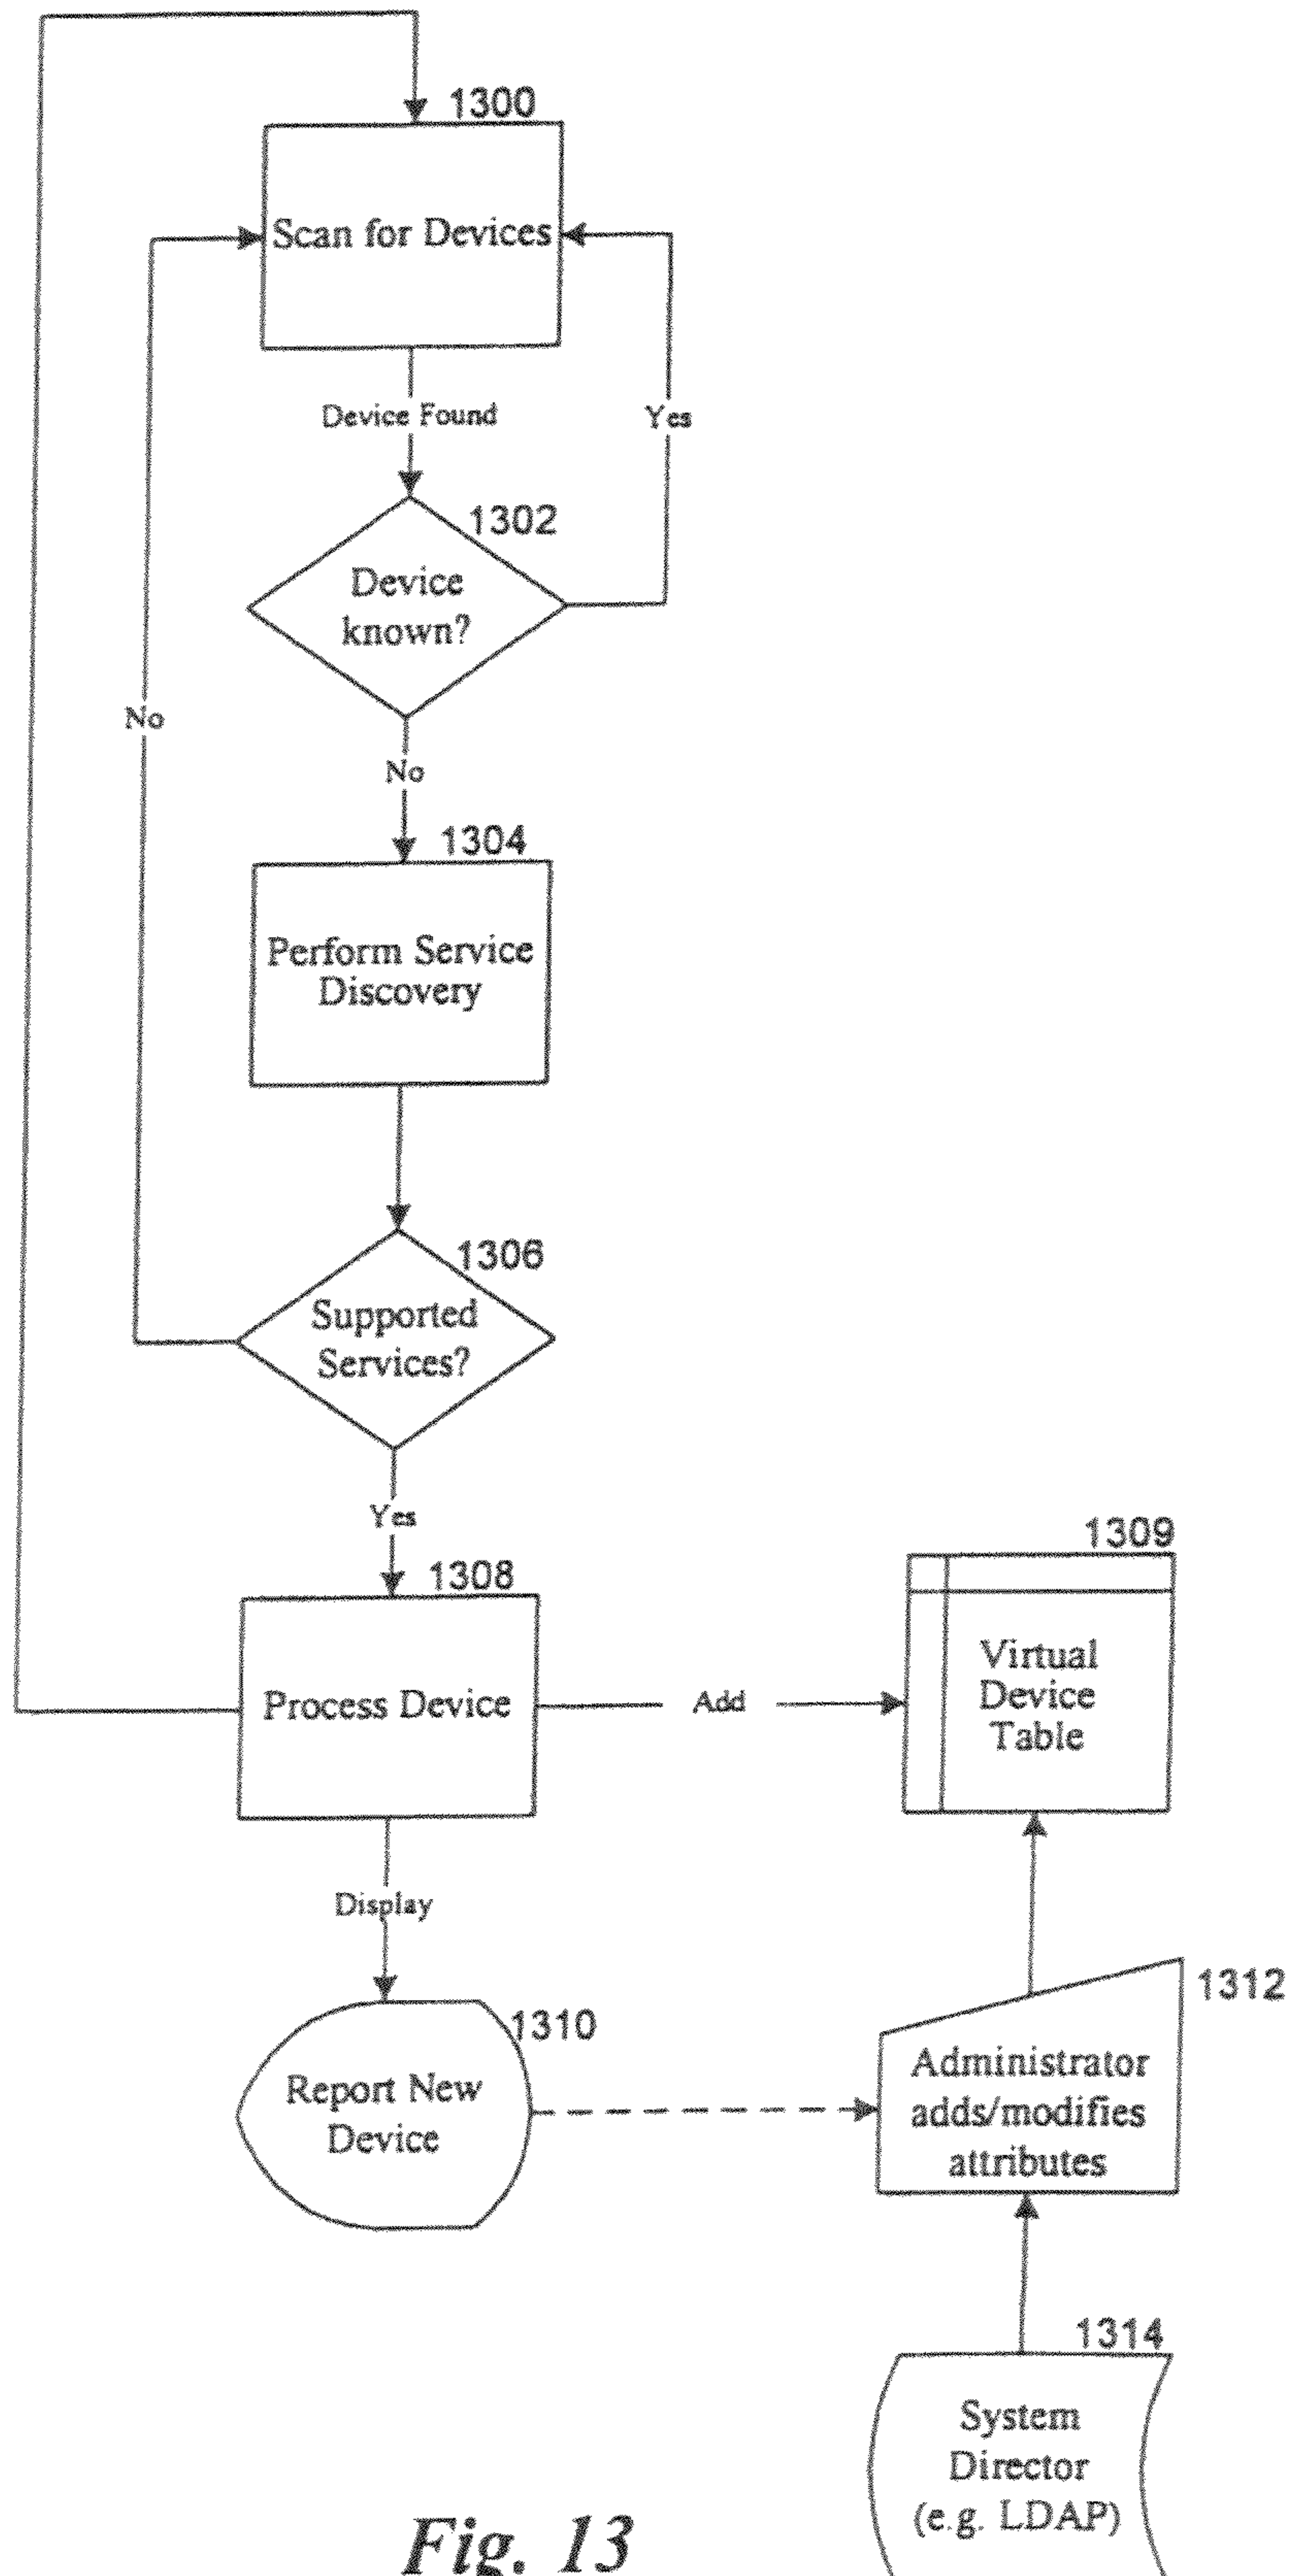 1300
Scan for Devices
Device Found
Yes
1302
Device
known?
No
No
1304
Perform Service
Discovery
1306
Supported
Services?
Yes
1308
Process Device
Add
1309
Virtual
Device
Table
Display
1310
Report New
Device
1312
Administrator
adds/modifies
attributes
1314
System
Director
(e.g. LDAP)
Fig. 13